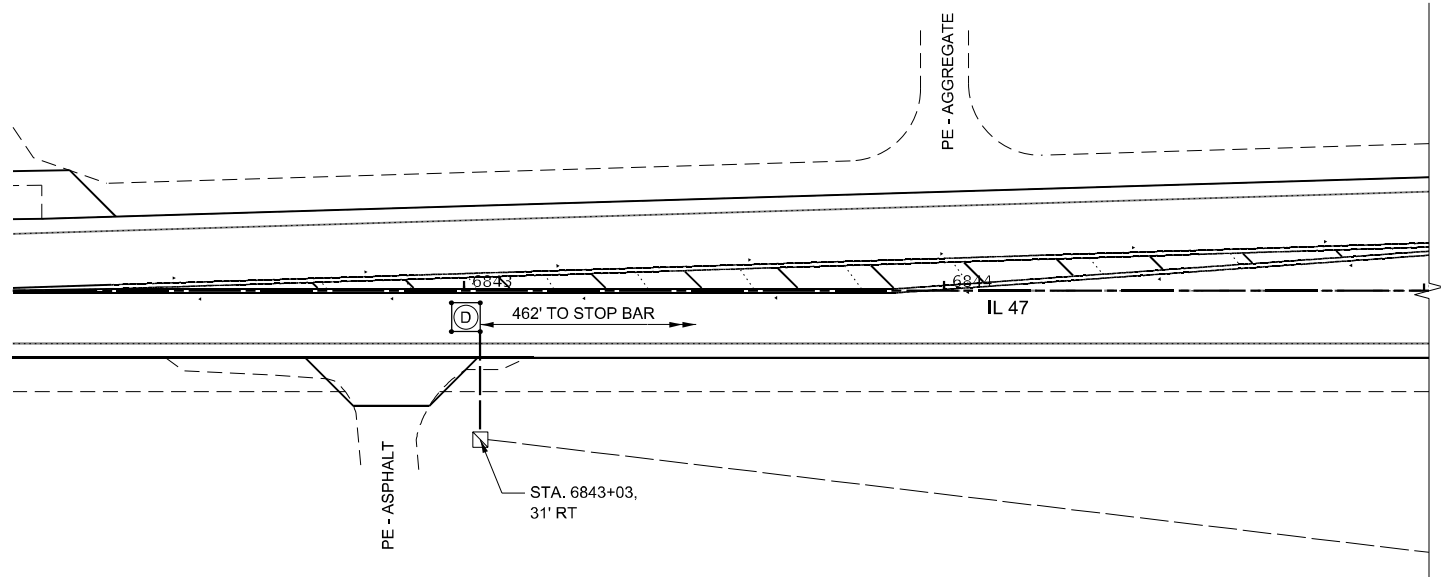 PE - AGGREGATE
6843
6844
IL 47
D
462' TO STOP BAR
PE - ASPHALT
STA. 6843+03,
31' RT